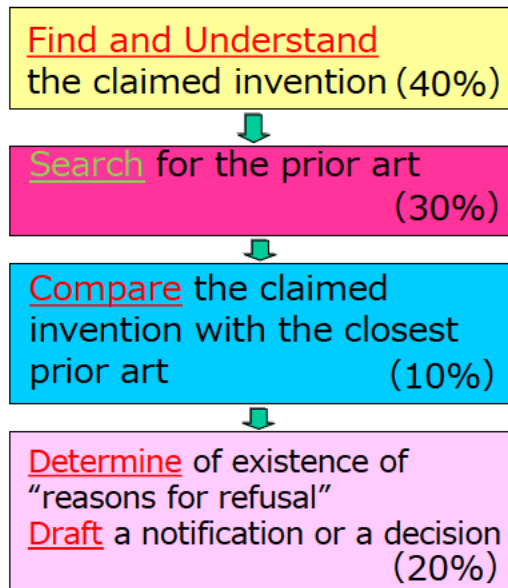 Find and Understand
the claimed invention (40%)
Search for the prior art
(30%)
Compare the claimed
invention with the closest
prior art (10%)
Determine of existence of
“reasons for refusal”
Draft a notification or a decision
(20%)